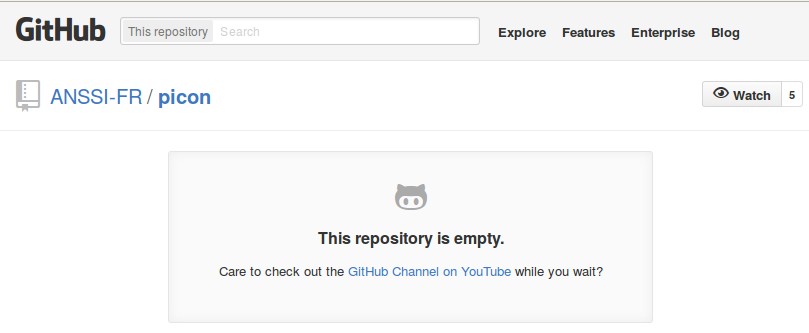 GitHub This repository Search Explore Features Enterprise Blog
ANSSI-FR / picon Watch 5
This repository is empty.
Care to check out the GitHub Channel on YouTube while you wait?